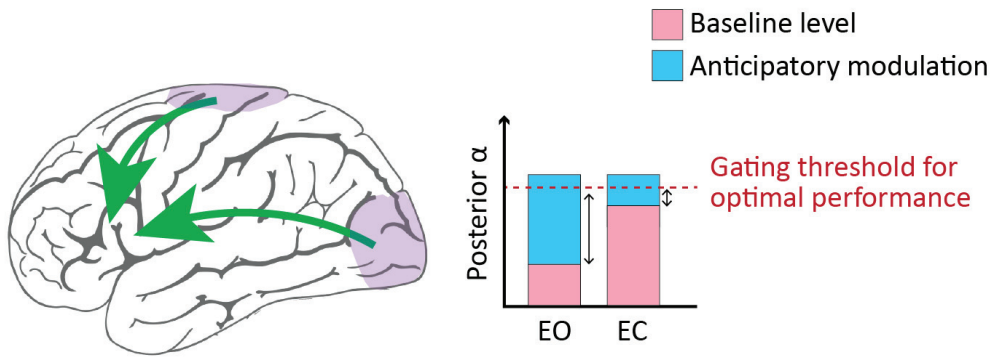 Baseline level
Anticipatory modulation
Gating threshold for
optimal performance
Posterior α
EO
EC